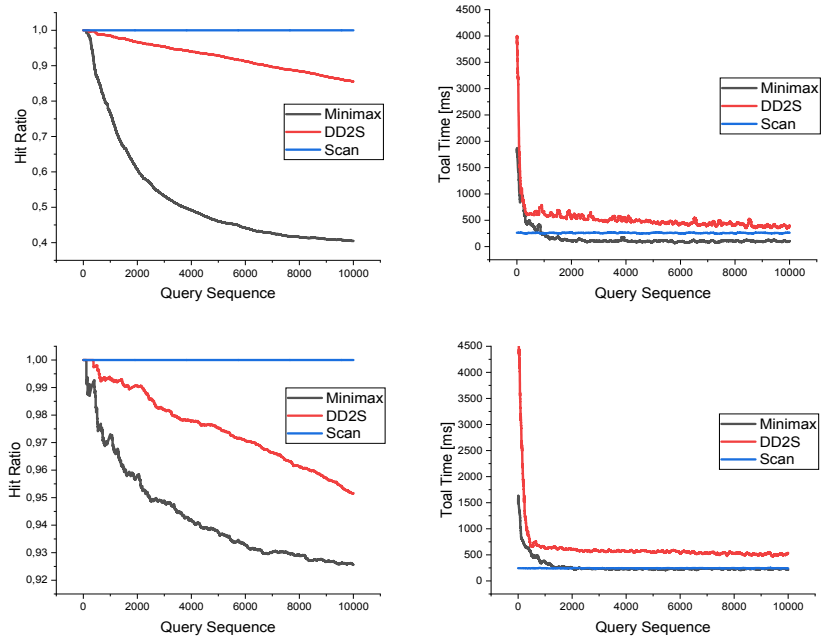 1,0
0,9
0,8
0,7
0,6
0,5
0,4
Hit Ratio
Minimax
DD2S
Scan
0 2000 4000 6000 8000 10000
Query Sequence
4500
4000
3500
3000
2500
2000
1500
1000
500
0
Toal Time [ms]
Minimax
DD2S
Scan
0 2000 4000 6000 8000 10000
Query Sequence
1,00
0,99
0,98
0,97
0,96
0,95
0,94
0,93
0,92
Hit Ratio
Minimax
DD2S
Scan
0 2000 4000 6000 8000 10000
Query Sequence
4500
4000
3500
3000
2500
2000
1500
1000
500
0
Toal Time [ms]
Minimax
DD2S
Scan
0 2000 4000 6000 8000 10000
Query Sequence